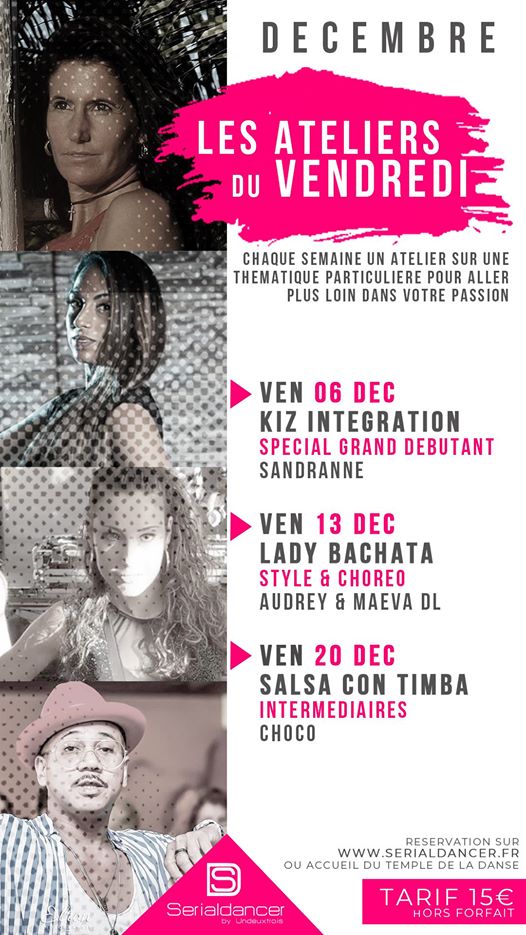 DECEMBRE
LES ATELIERS
DU VENDREDI
CHAQUE SEMAINE UN ATELIER SUR UNE
THEMATIQUE PARTICULIERE POUR ALLER
PLUS LOIN DANS VOTRE PASSION
VEN 06 DEC
KIZ INTEGRATION
SPECIAL GRAND DEBUTANT
SANDRANNE
VEN 13 DEC
LADY BACHATA
STYLE & CHOREO
AUDREY & MAEVA DL
VEN 20 DEC
SALSA CON TIMBA
INTERMEDIAIRES
CHOCO
RESERVATION SUR
WWW.SERIALDANCER.FR
OU ACCUEIL DU TEMPLE DE LA DANSE
Serialdancer
by Undeuxtrois
TARIF 15€
HORS FORFAIT